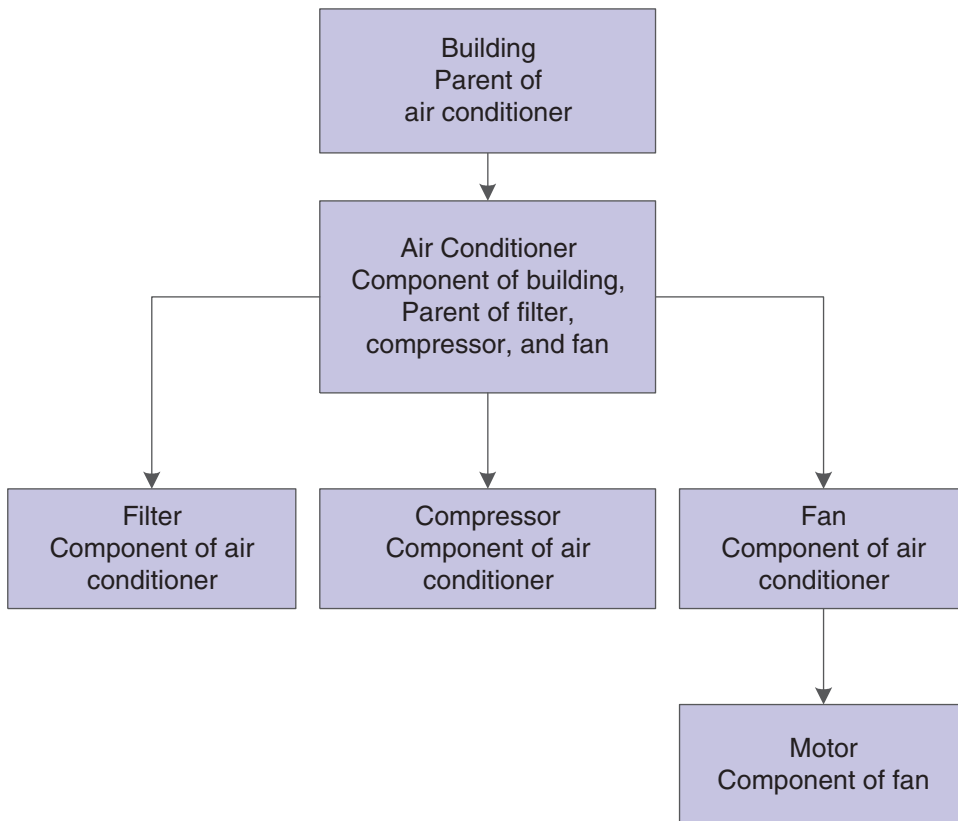 Building
Parent of
air conditioner
Air Conditioner
Component of building,
Parent of filter,
compressor, and fan
Filter
Component of air
conditioner
Compressor
Component of air
conditioner
Fan
Component of air
conditioner
Motor
Component of fan